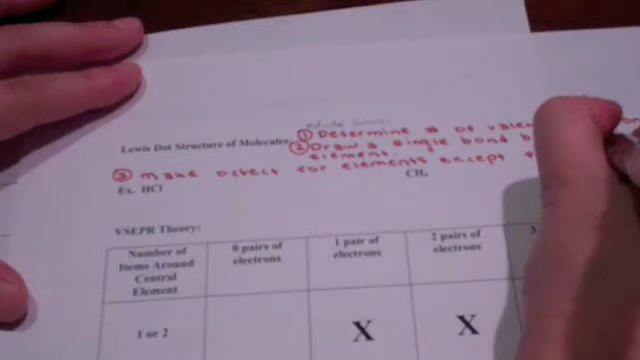 Lewis Dot Structure of Molecules: ① Determine # of
② Draw a single bond
element.
③ make octect for elements except
Ex. HCl CH₄
VSEPR Theory:
Number of Items Around Central Element
0 pairs of electrons
1 pair of electrons
2 pairs of electrons
3
1 or 2
X
X